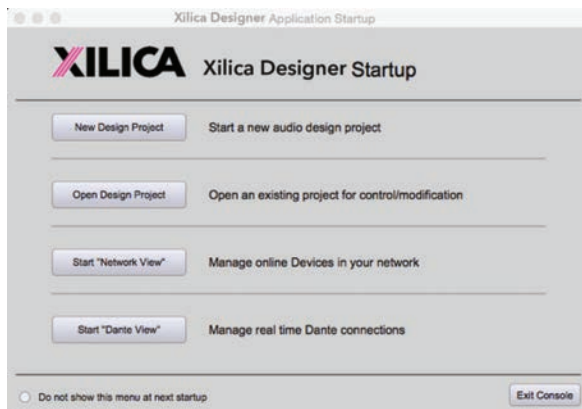 Xilica Designer Application Startup
XILICA Xilica Designer Startup
New Design Project Start a new audio design project
Open Design Project Open an existing project for control/modification
Start "Network View" Manage online Devices in your network
Start "Dante View" Manage real time Dante connections
Do not show this menu at next startup Exit Console